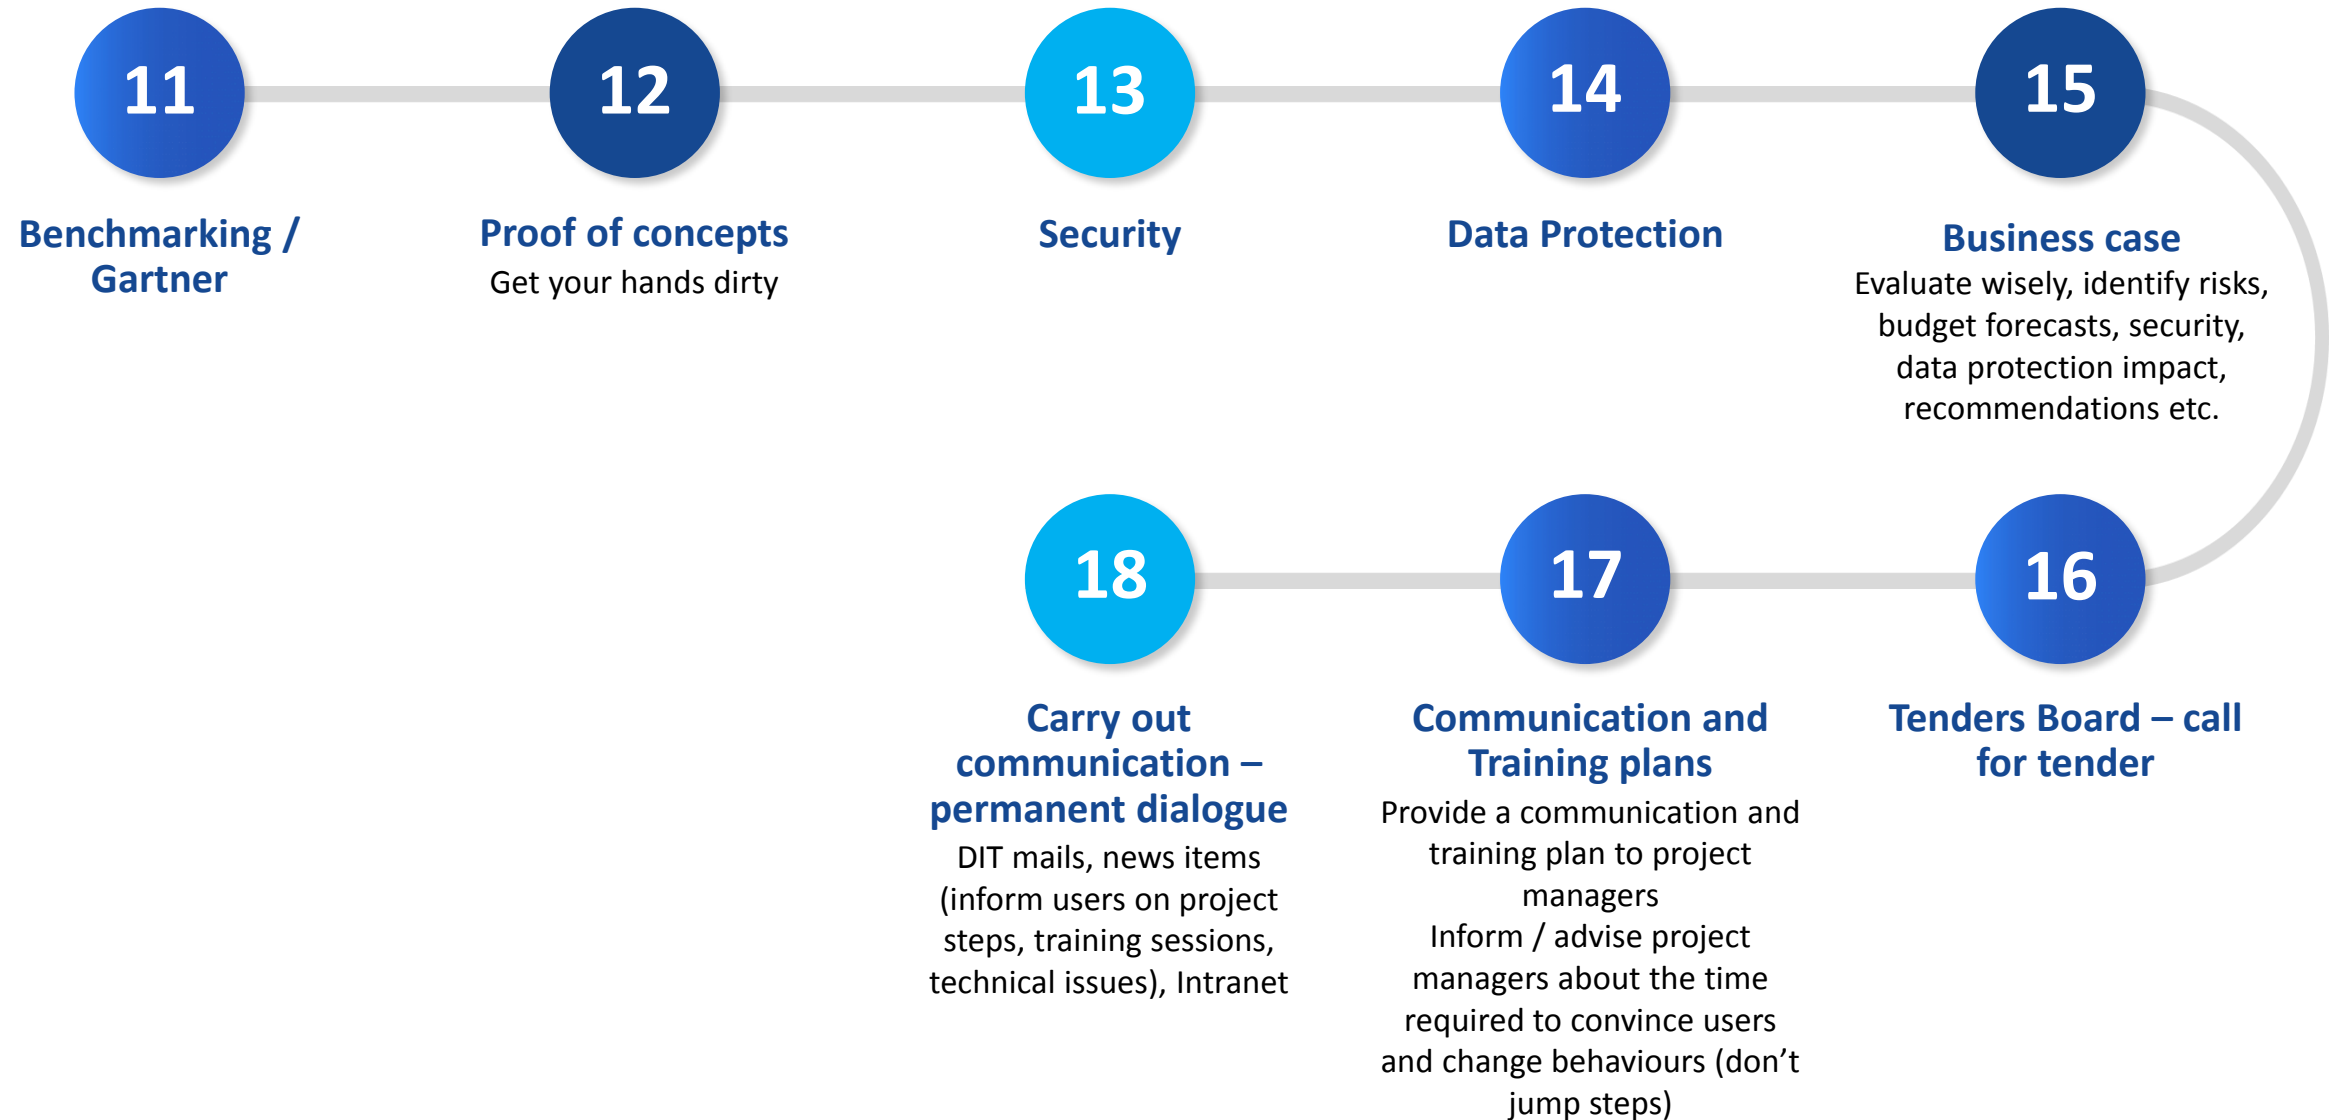 11
Benchmarking /
Gartner
12
Proof of concepts
Get your hands dirty
13
Security
14
Data Protection
15
Business case
Evaluate wisely, identify risks,
budget forecasts, security,
data protection impact,
recommendations etc.
16
Tenders Board – call
for tender
17
Communication and
Training plans
Provide a communication and
training plan to project
managers
Inform / advise project
managers about the time
required to convince users
and change behaviours (don’t
jump steps)
18
Carry out
communication –
permanent dialogue
DIT mails, news items
(inform users on project
steps, training sessions,
technical issues), Intranet